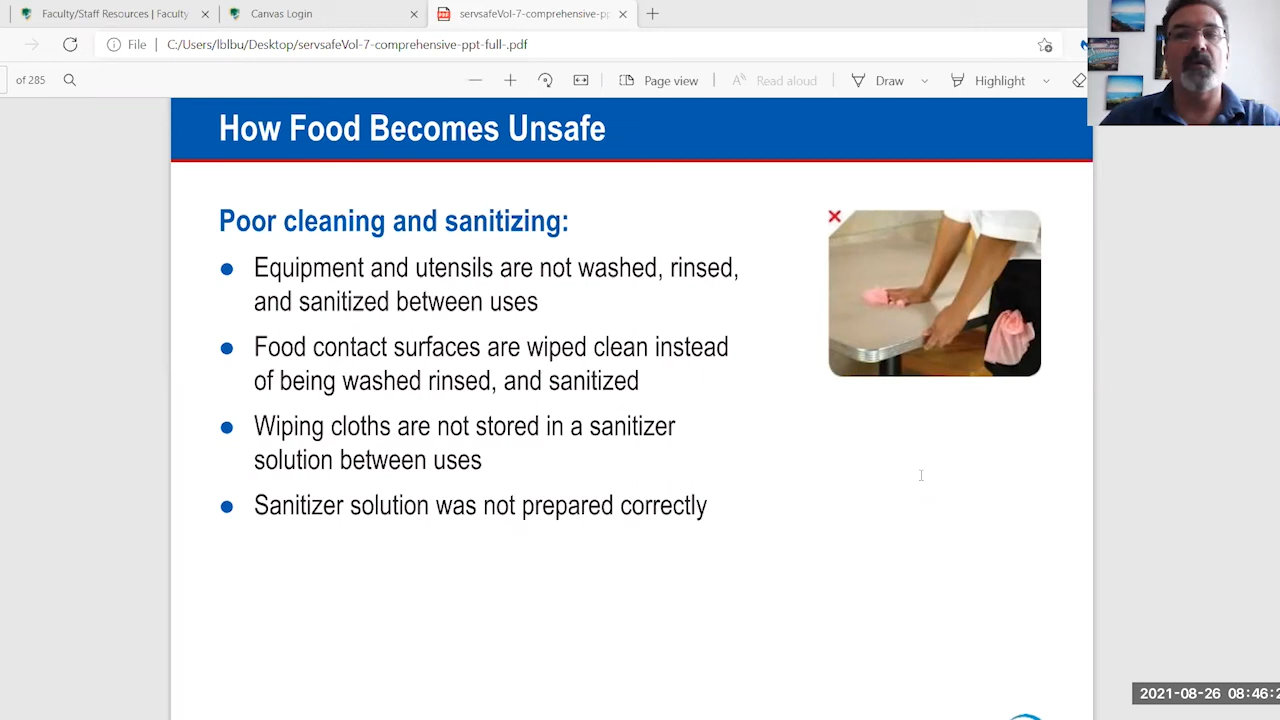 Faculty/Staff Resources | Faculty
Canvas Login
servsafeVol-7-comprehensive-pp
File
C:/Users/lblbu/Desktop/servsafeVol-7-comprehensive-ppt-full-.pdf
of 285
Page view
Read aloud
Draw
Highlight
How Food Becomes Unsafe
Poor cleaning and sanitizing:
● Equipment and utensils are not washed, rinsed,
and sanitized between uses
● Food contact surfaces are wiped clean instead
of being washed rinsed, and sanitized
● Wiping cloths are not stored in a sanitizer
solution between uses
● Sanitizer solution was not prepared correctly
2021-08-26 08:46:2